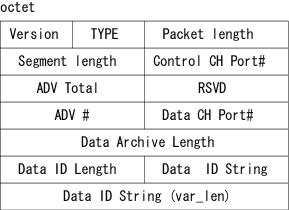 octet
Version TYPE Packet length
Segment length Control CH Port#
ADV Total RSVD
ADV # Data CH Port#
Data Archive Length
Data ID Length Data ID String
Data ID String (var_len)